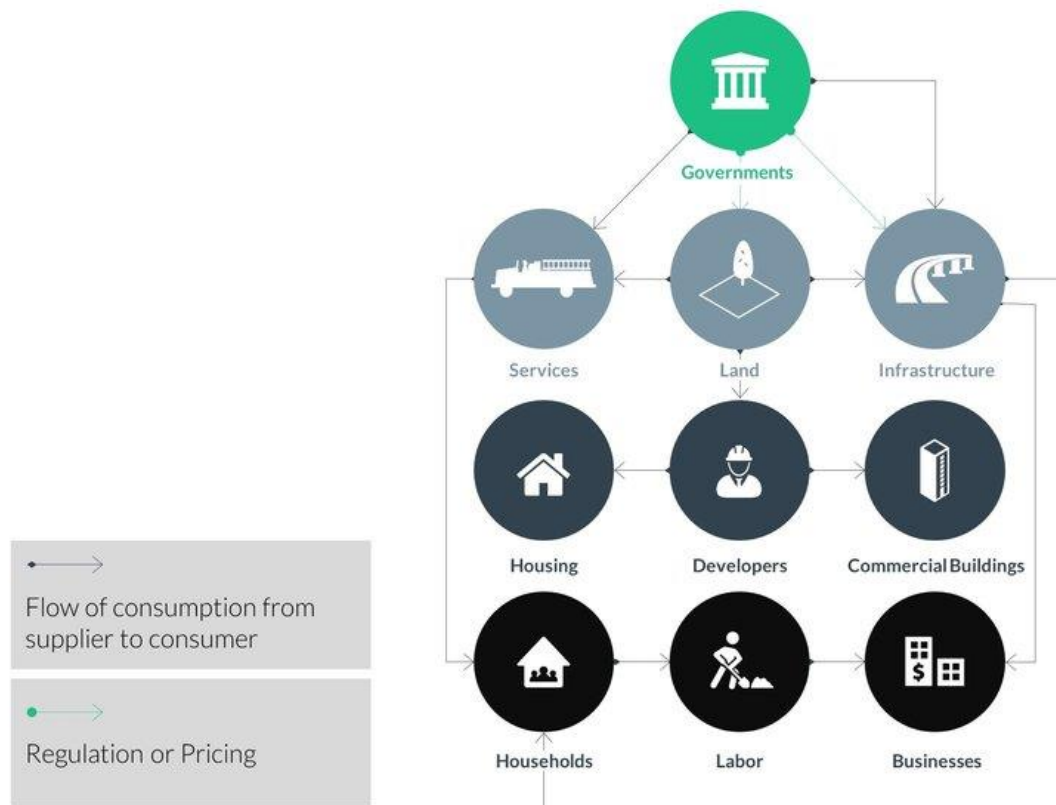 Governments
Services
Land
Infrastructure
Housing
Developers
Commercial Buildings
Flow of consumption from
supplier to consumer
$
Regulation or Pricing
Households
Labor
Businesses